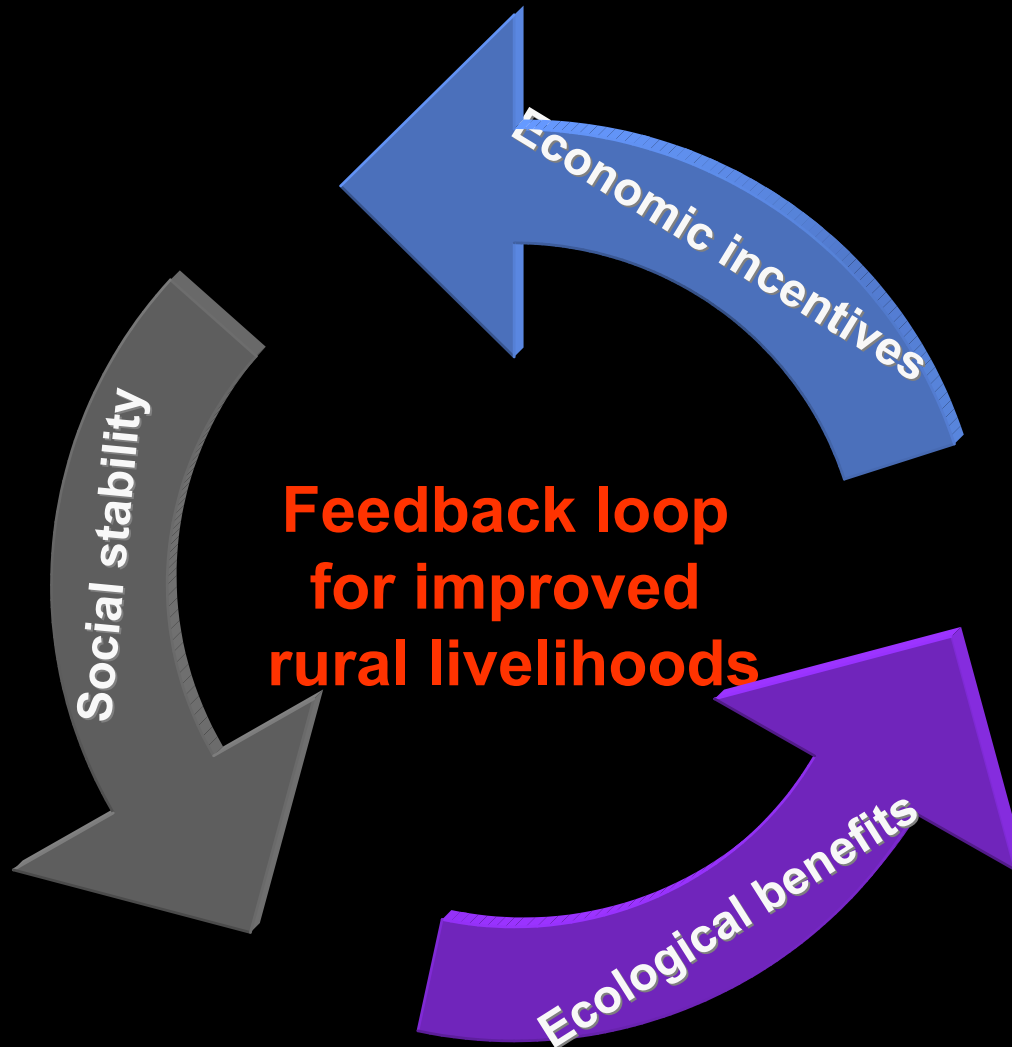 Economic incentives
Social stability
Feedback loop
for improved
rural livelihoods
Ecological benefits